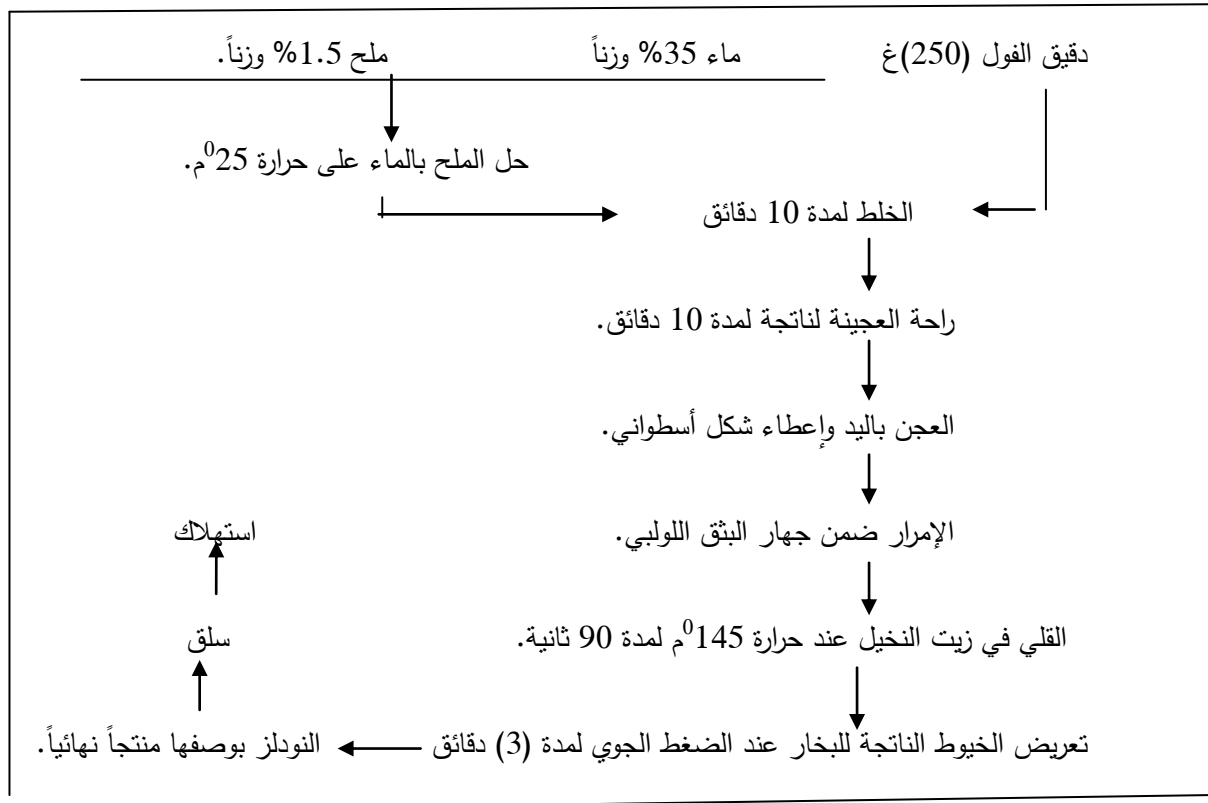 دقيق الفول (250)غ ماء 35% وزناً ملح 1.5% وزناً.
حل الملح بالماء على حرارة 25⁰م.
الخلط لمدة 10 دقائق
راحة العجينة لناتجة لمدة 10 دقائق.
العجن باليد وإعطاء شكل أسطواني.
الإمرار ضمن جهار البثق اللولبي.
القلي في زيت النخيل عند حرارة 145⁰م لمدة 90 ثانية.
تعريض الخيوط الناتجة للبخار عند الضغط الجوي لمدة (3) دقائق
النودلز بوصفها منتجاً نهائياً.
سلق
استهلاك